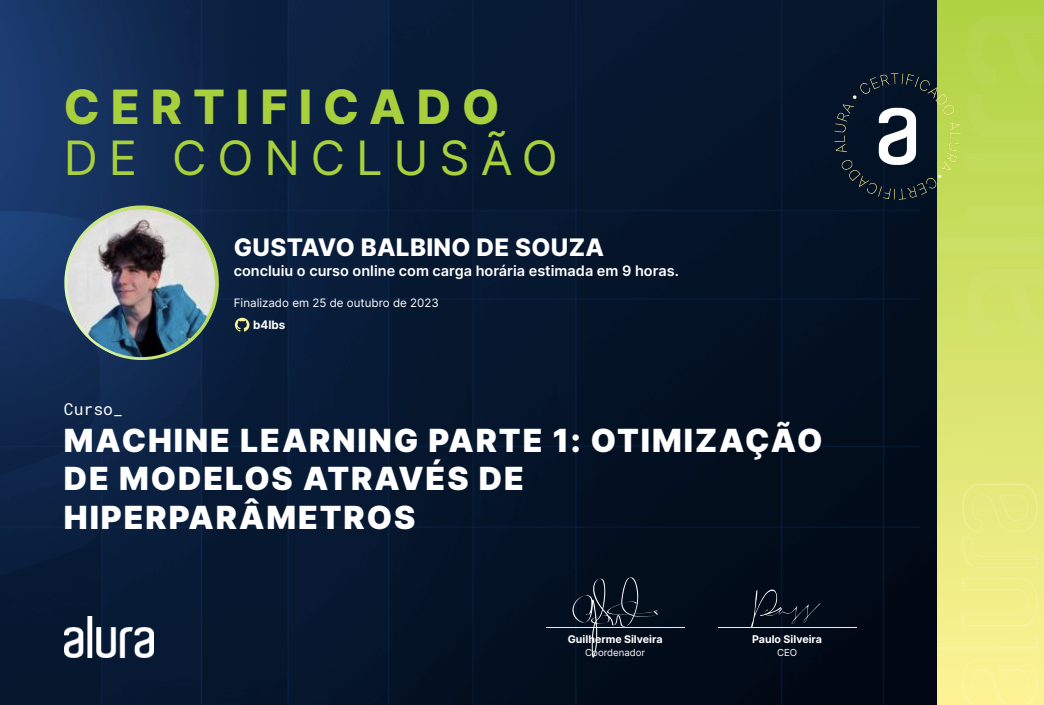 CERTIFICADO
DE CONCLUSÃO
CERTIFICADO ALURA • CERTIFICADO ALURA •
a
GUSTAVO BALBINO DE SOUZA
concluiu o curso online com carga horária estimada em 9 horas.
Finalizado em 25 de outubro de 2023
b4lbs
Curso_
MACHINE LEARNING PARTE 1: OTIMIZAÇÃO
DE MODELOS ATRAVÉS DE
HIPERPARÂMETROS
alura
Guilherme Silveira
Coordenador
Paulo Silveira
CEO
alura